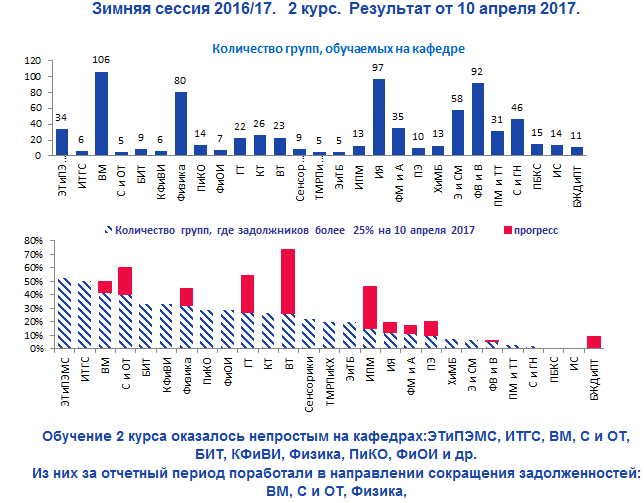 Зимняя сессия 2016/17. 2 курс. Результат от 10 апреля 2017.
Количество групп, обучаемых на кафедре
120
100
80
60
40
20
0
34
6
106
5
9
6
80
14
7
22
26
23
9
5
5
13
97
35
10
13
58
92
31
46
15
14
11
ЭТиПЭ...
ИТГС
ВМ
С и ОТ
БИТ
КФиВИ
Физика
ПиКО
ФиОИ
ГТ
КТ
ВТ
Сенсор...
ТМРПи...
ЭиТБ
ИПМ
ИЯ
ФМ и А
ПЭ
ХиМБ
Э и СМ
ФВ и В
ПМ и ТТ
С и ГН
ПБКС
ИС
БЖДиПТ
Количество групп, где задолжников более 25% на 10 апреля 2017
прогресс
80%
70%
60%
50%
40%
30%
20%
10%
0%
ЭТиПЭМС
ИТГС
ВМ
С и ОТ
БИТ
КФиВИ
Физика
ПиКО
ФиОИ
ГТ
КТ
ВТ
Сенсорики
ТМРПиКХ
ЭиТБ
ИПМ
ИЯ
ФМ и А
ПЭ
ХиМБ
Э и СМ
ФВ и В
ПМ и ТТ
С и ГН
ПБКС
ИС
БЖДиПТ
Обучение 2 курса оказалось непростым на кафедрах:ЭТиПЭМС, ИТГС, ВМ, С и ОТ,
БИТ, КФиВИ, Физика, ПиКО, ФиОИ и др.
Из них за отчетный период поработали в направлении сокращения задолженностей:
ВМ, С и ОТ, Физика,